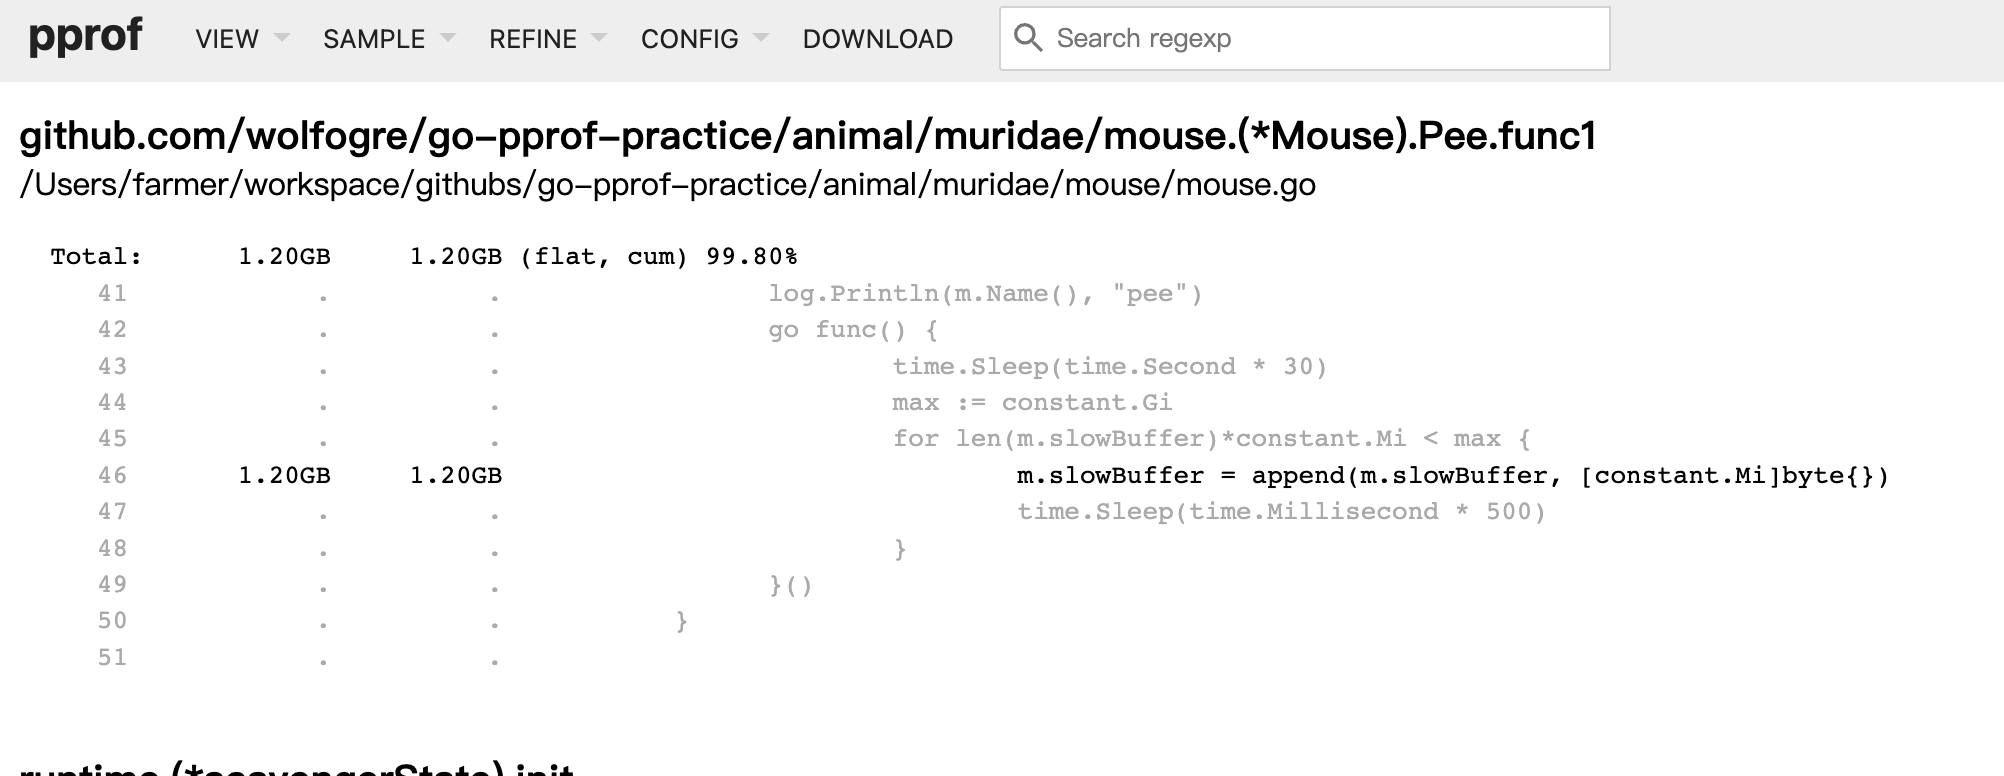 pprof VIEW SAMPLE REFINE CONFIG DOWNLOAD Search regexp
github.com/wolfogre/go-pprof-practice/animal/muridae/mouse.(*Mouse).Pee.func1
/Users/farmer/workspace/githubs/go-pprof-practice/animal/muridae/mouse/mouse.go
Total: 1.20GB 1.20GB (flat, cum) 99.80%
41 . . log.Println(m.Name(), "pee")
42 . . go func() {
43 . . time.Sleep(time.Second * 30)
44 . . max := constant.Gi
45 . . for len(m.slowBuffer)*constant.Mi < max {
46 1.20GB 1.20GB m.slowBuffer = append(m.slowBuffer, [constant.Mi]byte{})
47 . . time.Sleep(time.Millisecond * 500)
48 . . }
49 . . }()
50 . . }
51 . .
runtime.(*scavengerState).init